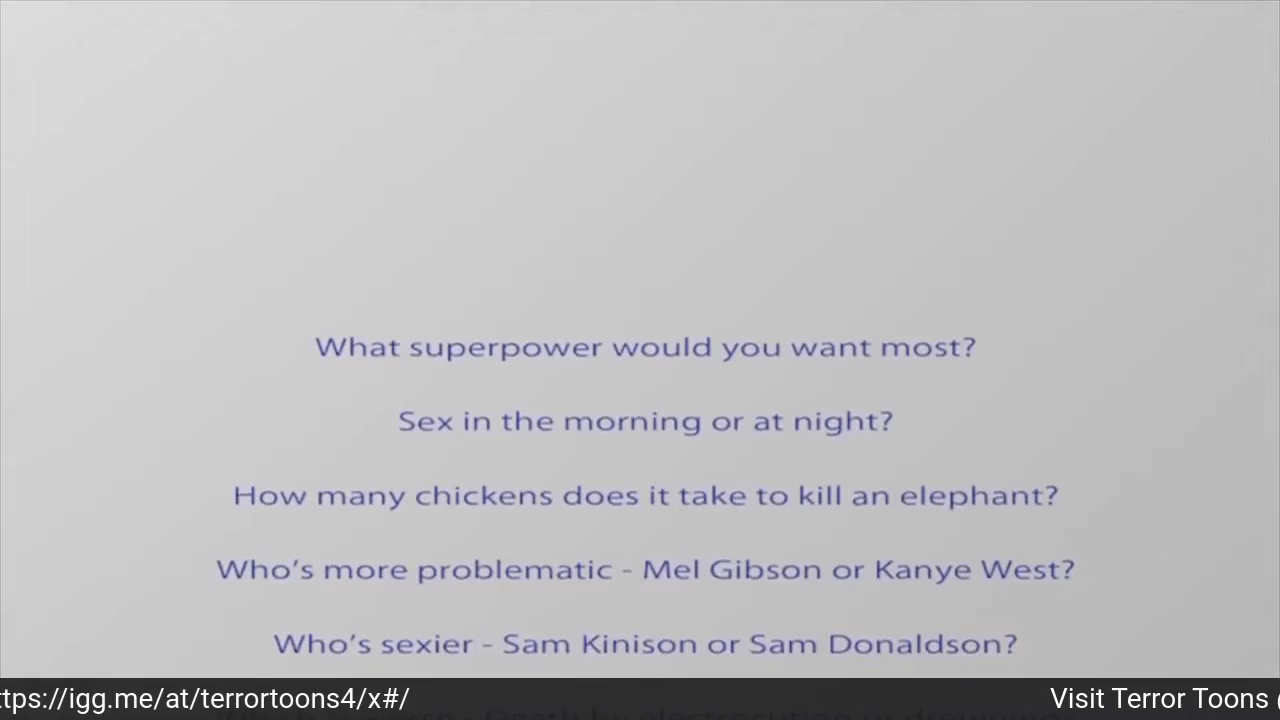 What superpower would you want most?
Sex in the morning or at night?
How many chickens does it take to kill an elephant?
Who's more problematic - Mel Gibson or Kanye West?
Who's sexier - Sam Kinison or Sam Donaldson?
ttps://igg.me/at/terrortoons4/x#/
Visit Terror Toons